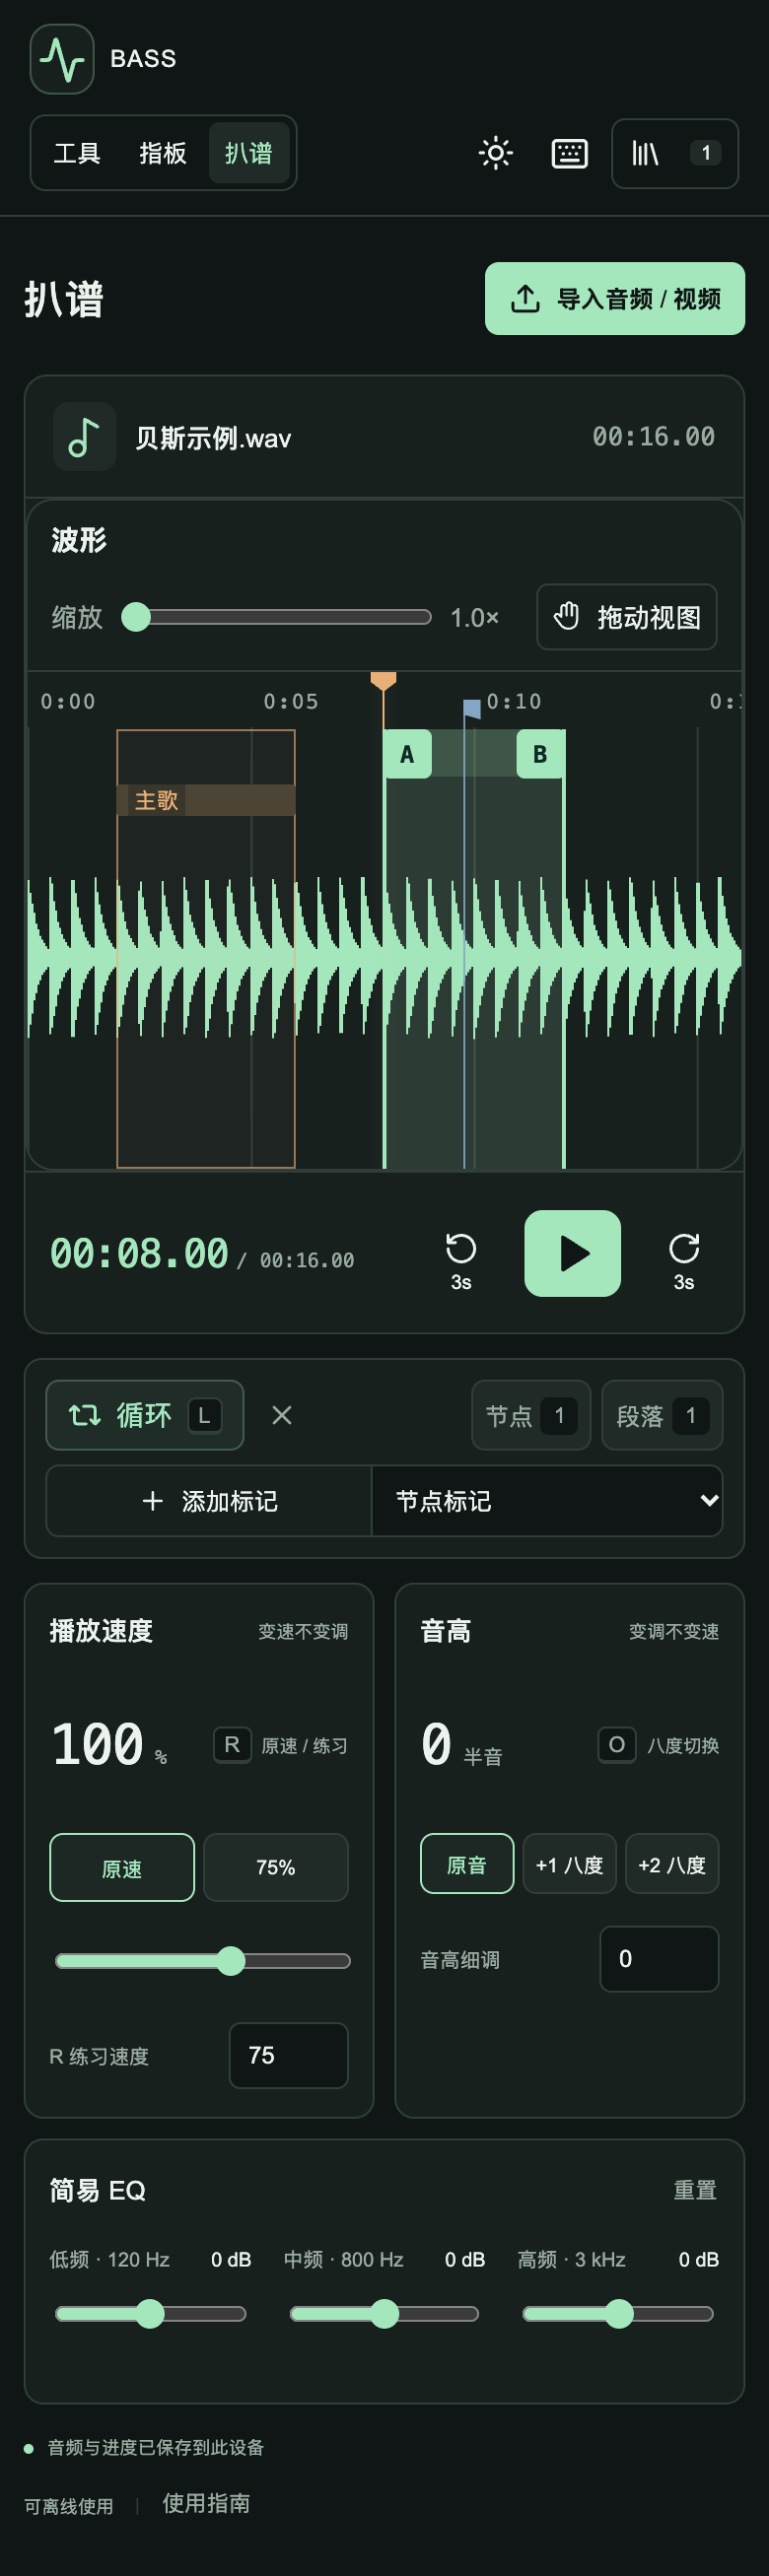 BASS
工具 指板 扒谱 1
扒谱 导入音频 / 视频
贝斯示例.wav 00:16.00
波形
缩放 1.0× 拖动视图
0:00 0:05 0:10
A B
主歌
00:08.00 / 00:16.00 3s 3s
循环 L 节点 1 段落 1
添加标记 节点标记
播放速度 变速不变调
100 % R 原速 / 练习
原速 75%
R 练习速度 75
音高 变调不变速
0 半音 O 八度切换
原音 +1 八度 +2 八度
音高细调 0
简易 EQ 重置
低频 · 120 Hz 0 dB 中频 · 800 Hz 0 dB 高频 · 3 kHz 0 dB
音频与进度已保存到此设备
可离线使用 使用指南